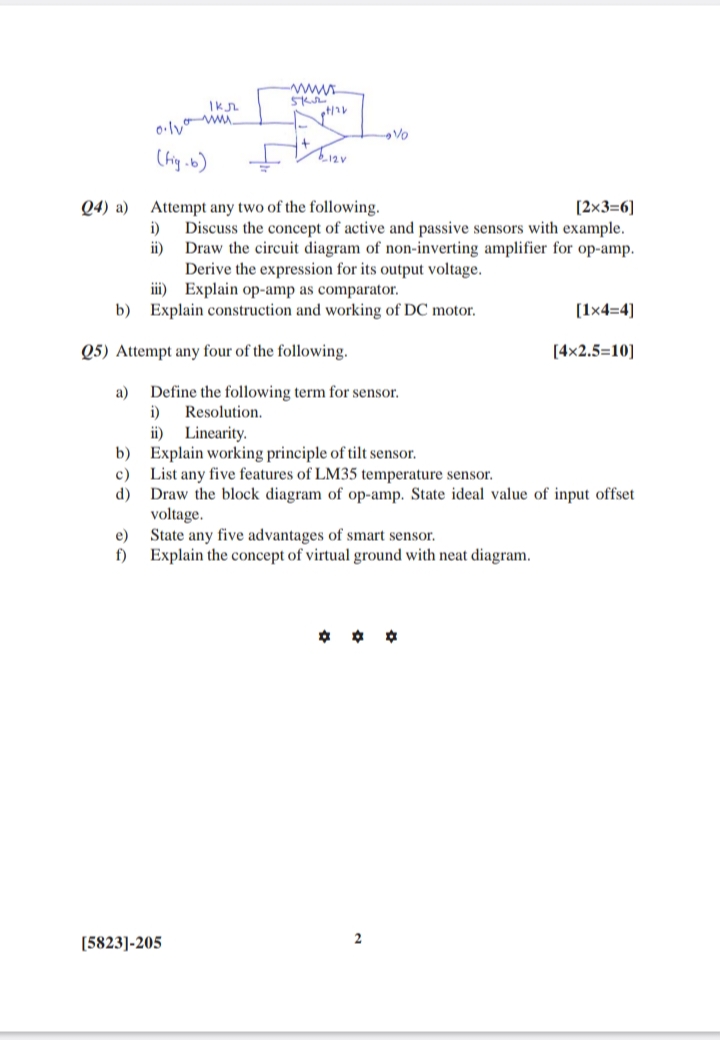 1kΩ
5kΩ
+12V
0.1V
Vo
(fig-b)
-
+
-12V
Q4) a) Attempt any two of the following. [2×3=6]
i) Discuss the concept of active and passive sensors with example.
ii) Draw the circuit diagram of non-inverting amplifier for op-amp.
Derive the expression for its output voltage.
iii) Explain op-amp as comparator.
b) Explain construction and working of DC motor. [1×4=4]
Q5) Attempt any four of the following. [4×2.5=10]
a) Define the following term for sensor.
i) Resolution.
ii) Linearity.
b) Explain working principle of tilt sensor.
c) List any five features of LM35 temperature sensor.
d) Draw the block diagram of op-amp. State ideal value of input offset
voltage.
e) State any five advantages of smart sensor.
f) Explain the concept of virtual ground with neat diagram.
[5823]-205 2